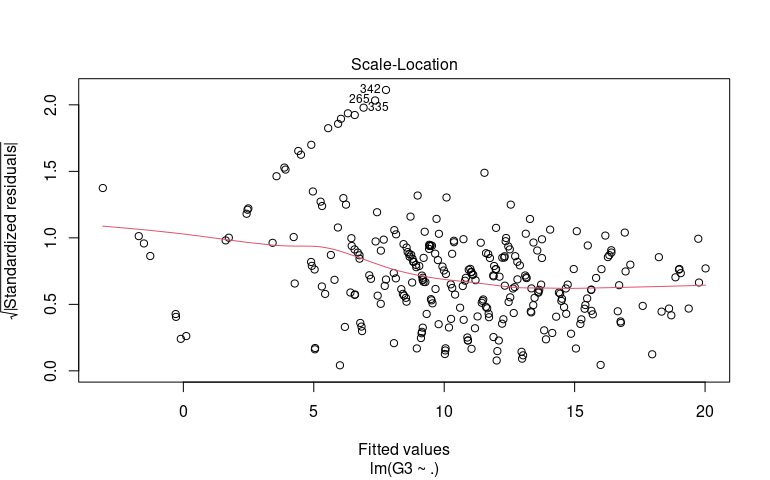 Scale-Location
√|Standardized residuals|
2.0
1.5
1.0
0.5
0.0
342
265
335
0 5 10 15 20
Fitted values
lm(G3 ~ .)